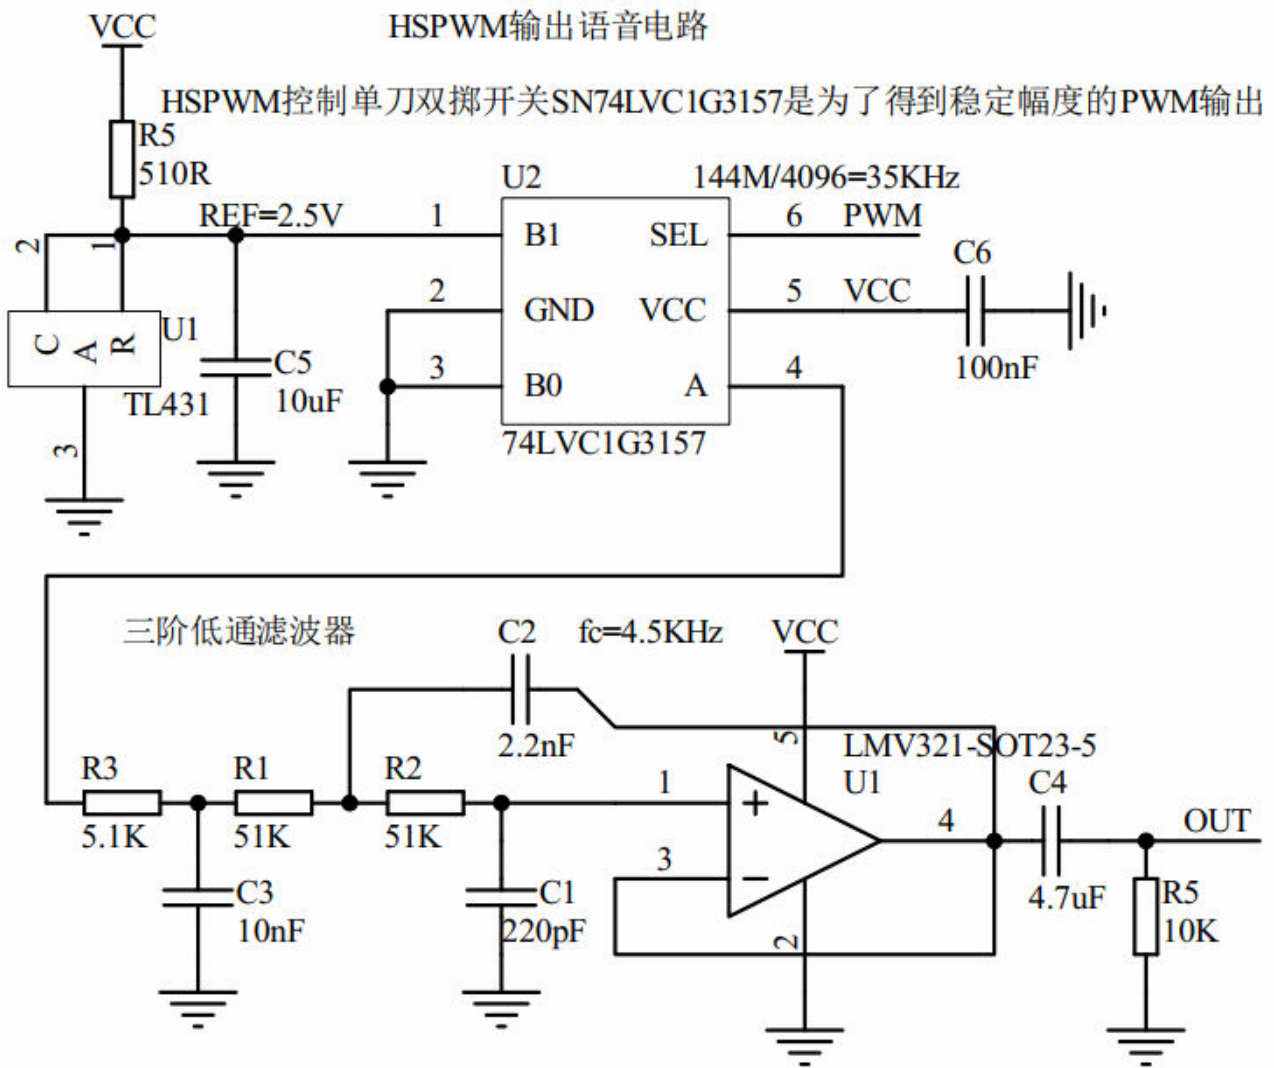 VCC
HSPWM输出语音电路
HSPWM控制单刀双掷开关SN74LVC1G3157是为了得到稳定幅度的PWM输出
R5
510R
U2
144M/4096=35KHz
REF=2.5V
1
6
PWM
2
1
B1
SEL
C6
2
5
VCC
GND
VCC
U1
C
A
R
C5
3
4
100nF
10uF
B0
A
TL431
3
74LVC1G3157
三阶低通滤波器
C2
fc=4.5KHz
VCC
2.2nF
5
LMV321-SOT23-5
U1
R3
R1
R2
1
C4
5.1K
51K
51K
+
4
OUT
3
−
C3
C1
4.7uF
R5
10nF
220pF
2
10K